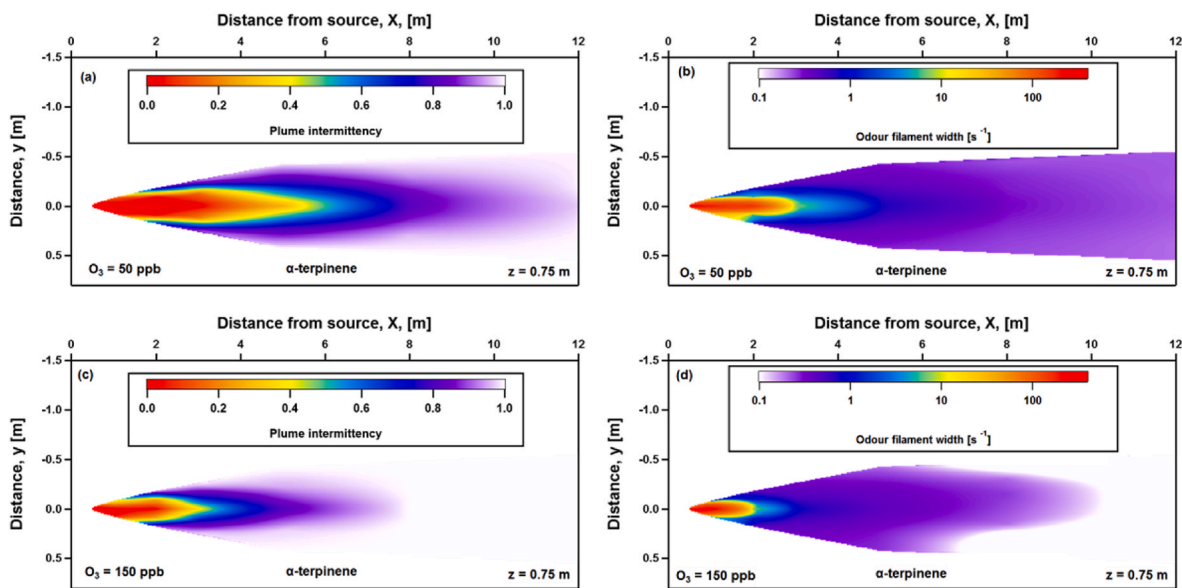 Distance from source, X, [m]
0 2 4 6 8 10 12
-1.5
-1.0
-0.5
0.0
0.5
Distance, y [m]
(a)
0.0 0.2 0.4 0.6 0.8 1.0
Plume intermittency
O3 = 50 ppb
α-terpinene
z = 0.75 m
Distance from source, X, [m]
0 2 4 6 8 10 12
-1.5
-1.0
-0.5
0.0
0.5
Distance, y [m]
(b)
0.1 1 10 100
Odour filament width [s⁻¹]
O3 = 50 ppb
α-terpinene
z = 0.75 m
Distance from source, X, [m]
0 2 4 6 8 10 12
-1.5
-1.0
-0.5
0.0
0.5
Distance, y [m]
(c)
0.0 0.2 0.4 0.6 0.8 1.0
Plume intermittency
O3 = 150 ppb
α-terpinene
z = 0.75 m
Distance from source, X, [m]
0 2 4 6 8 10 12
-1.5
-1.0
-0.5
0.0
0.5
Distance, y [m]
(d)
0.1 1 10 100
Odour filament width [s⁻¹]
O3 = 150 ppb
α-terpinene
z = 0.75 m